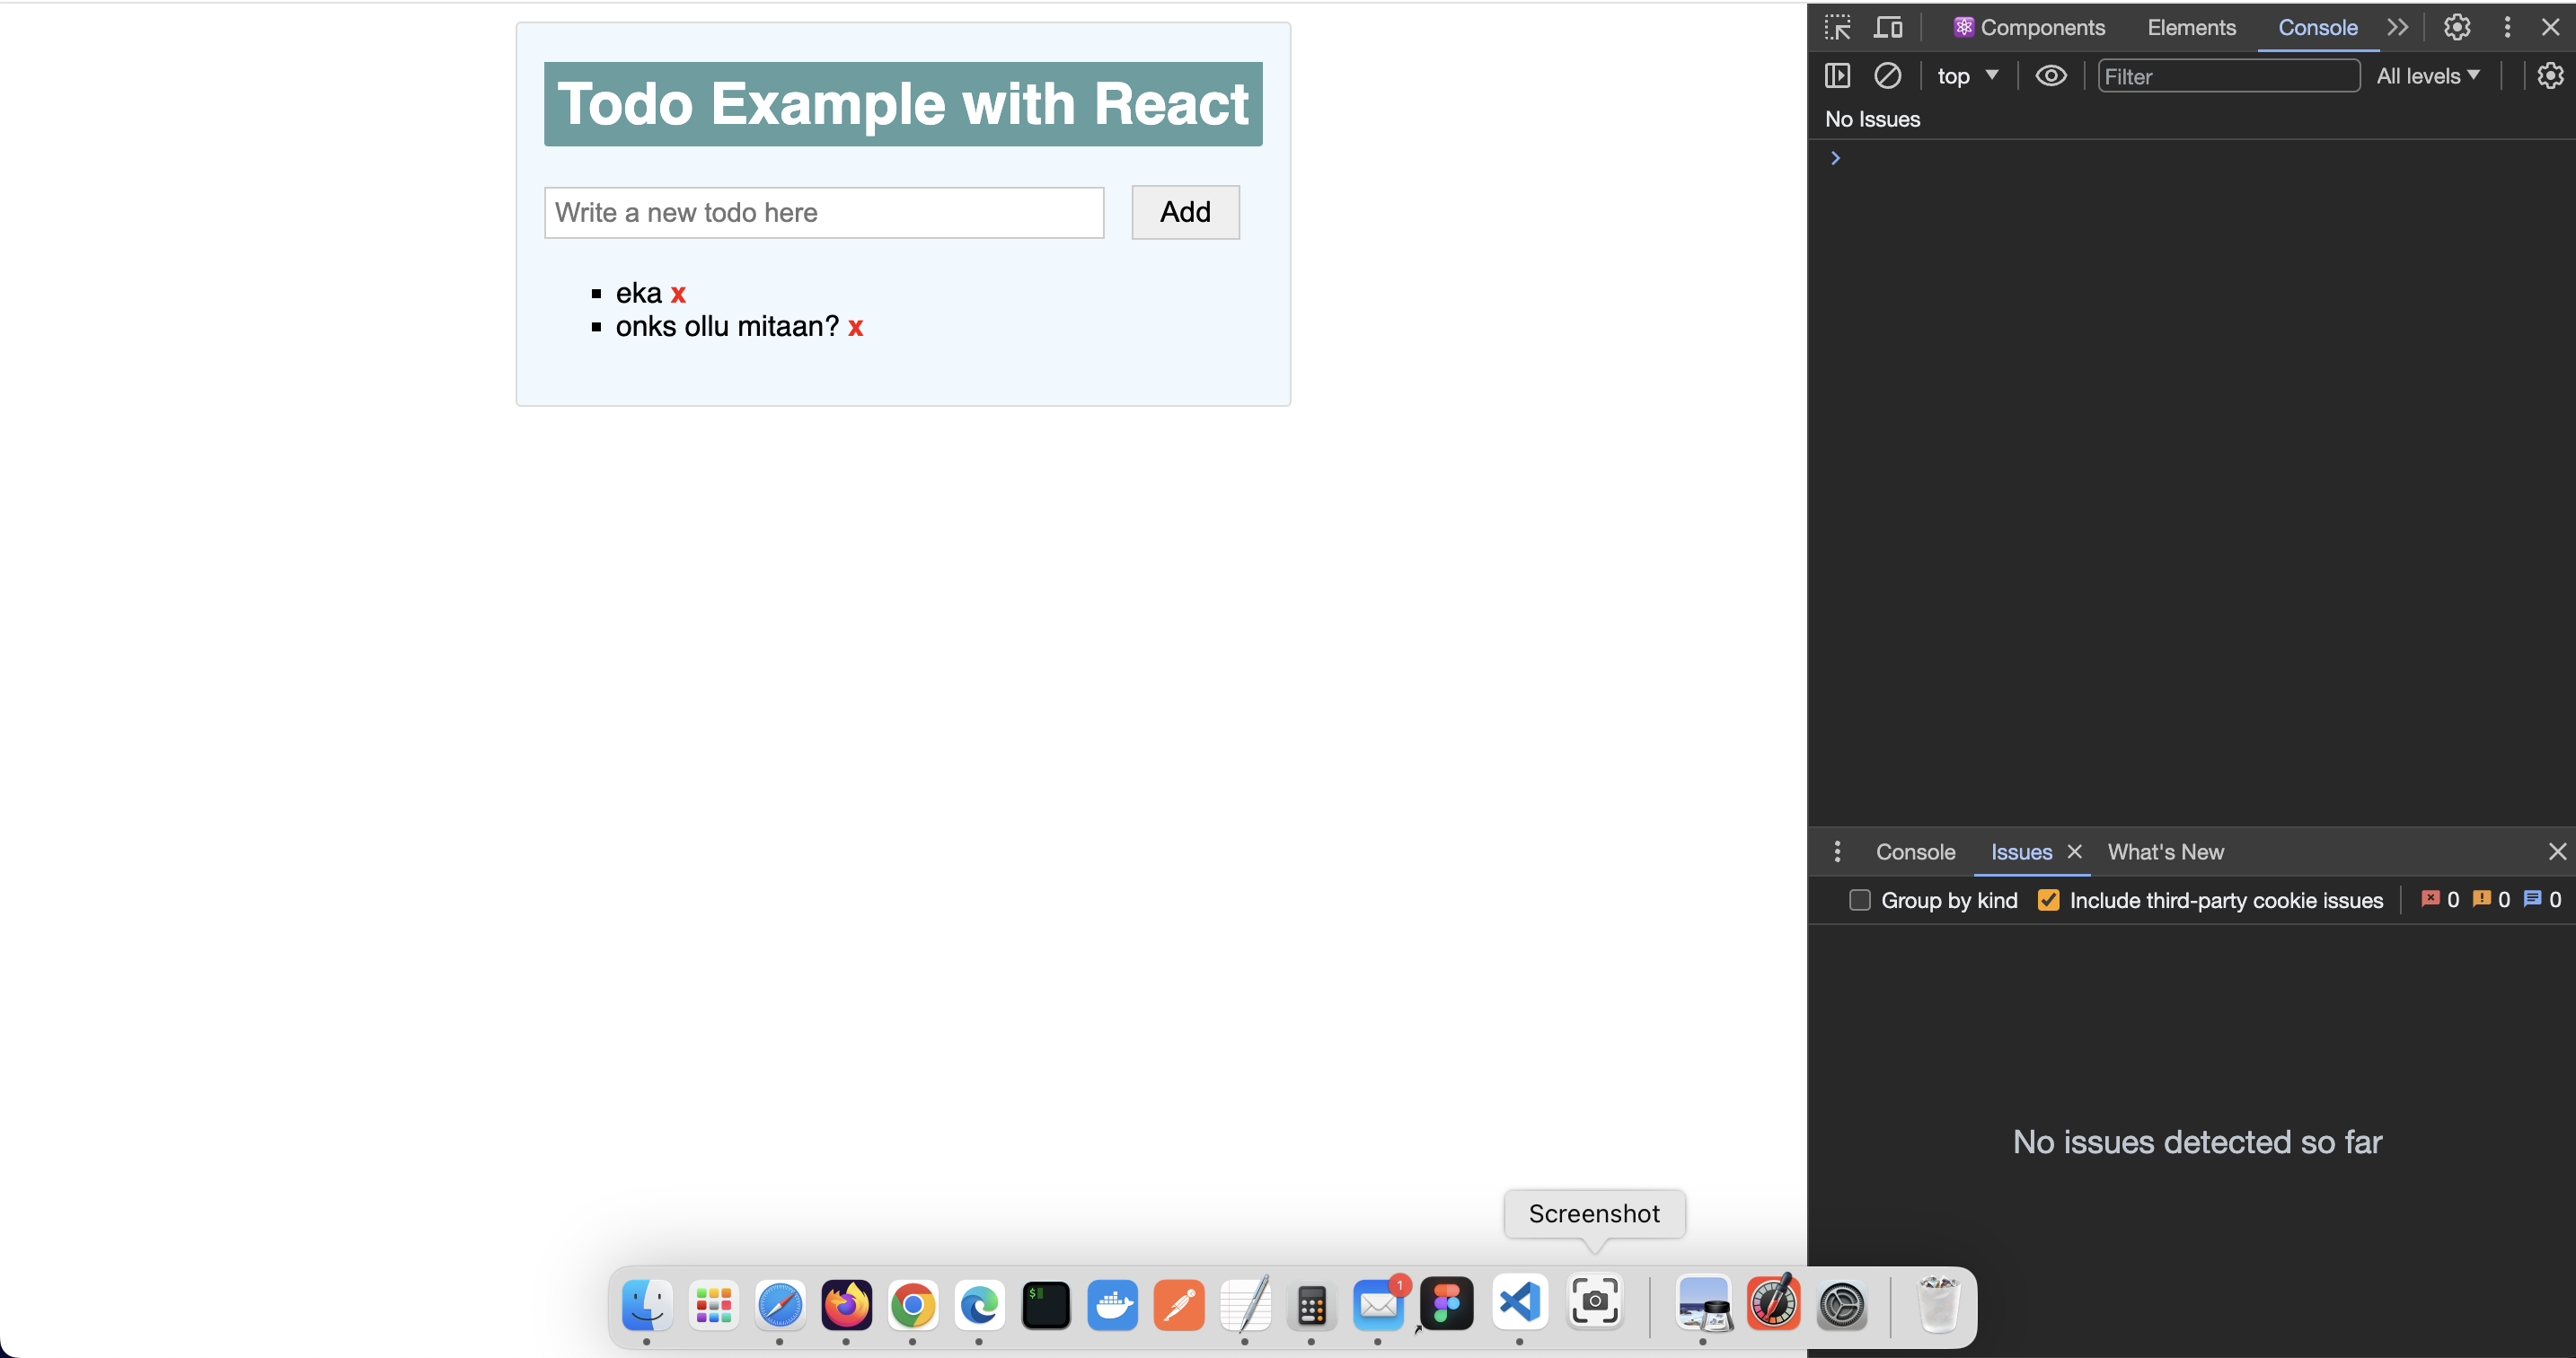 Todo Example with React
Write a new todo here
Add
eka x
onks ollu mitaan? x
Components Elements Console
top Filter All levels
No Issues
Console Issues What's New
Group by kind Include third-party cookie issues 0 0 0
No issues detected so far
Screenshot
$
1